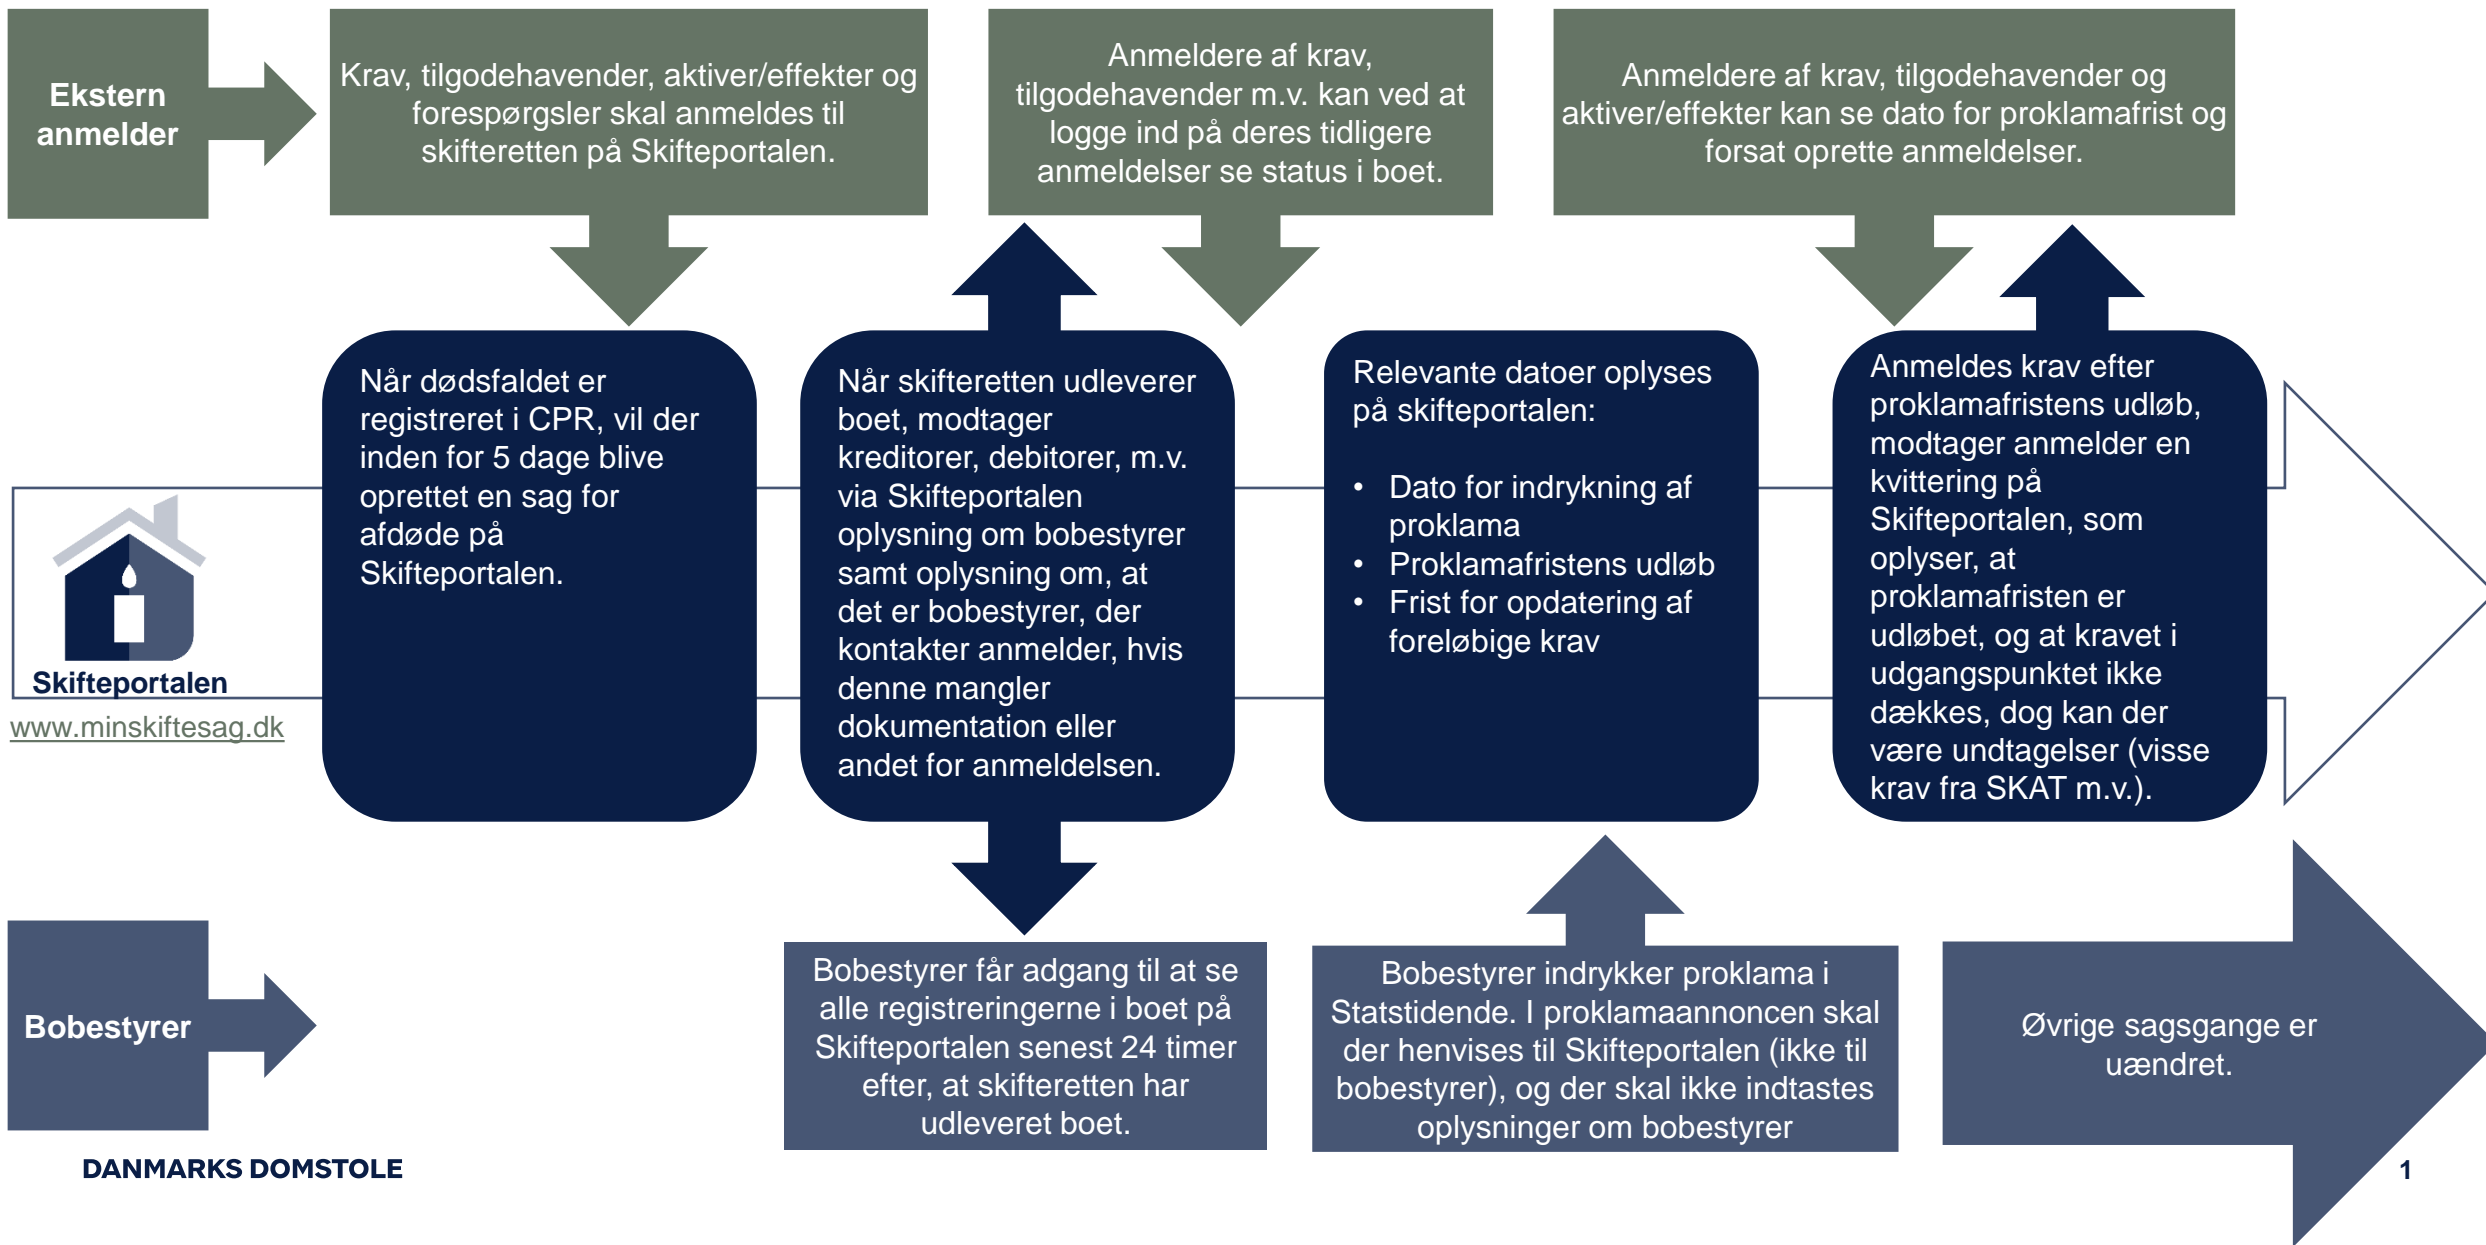 Ekstern
anmelder
Krav, tilgodehavender, aktiver/effekter og
forespørgsler skal anmeldes til
skifteretten på Skifteportalen.
Anmeldere af krav,
tilgodehavender m.v. kan ved at
logge ind på deres tidligere
anmeldelser se status i boet.
Anmeldere af krav, tilgodehavender og
aktiver/effekter kan se dato for proklamafrist og
forsat oprette anmeldelser.
Skifteportalen
www.minskiftesag.dk
Når dødsfaldet er
registreret i CPR, vil der
inden for 5 dage blive
oprettet en sag for
afdøde på
Skifteportalen.
Når skifteretten udleverer
boet, modtager
kreditorer, debitorer, m.v.
via Skifteportalen
oplysning om bobestyrer
samt oplysning om, at
det er bobestyrer, der
kontakter anmelder, hvis
denne mangler
dokumentation eller
andet for anmeldelsen.
Relevante datoer oplyses
på skifteportalen:
• Dato for indrykning af
proklama
• Proklamafristens udløb
• Frist for opdatering af
foreløbige krav
Anmeldes krav efter
proklamafristens udløb,
modtager anmelder en
kvittering på
Skifteportalen, som
oplyser, at
proklamafristen er
udløbet, og at kravet i
udgangspunktet ikke
dækkes, dog kan der
være undtagelser (visse
krav fra SKAT m.v.).
Bobestyrer
Bobestyrer får adgang til at se
alle registreringerne i boet på
Skifteportalen senest 24 timer
efter, at skifteretten har
udleveret boet.
Bobestyrer indrykker proklama i
Statstidende. I proklamaannoncen skal
der henvises til Skifteportalen (ikke til
bobestyrer), og der skal ikke indtastes
oplysninger om bobestyrer
Øvrige sagsgange er
uændret.
DANMARKS DOMSTOLE
1